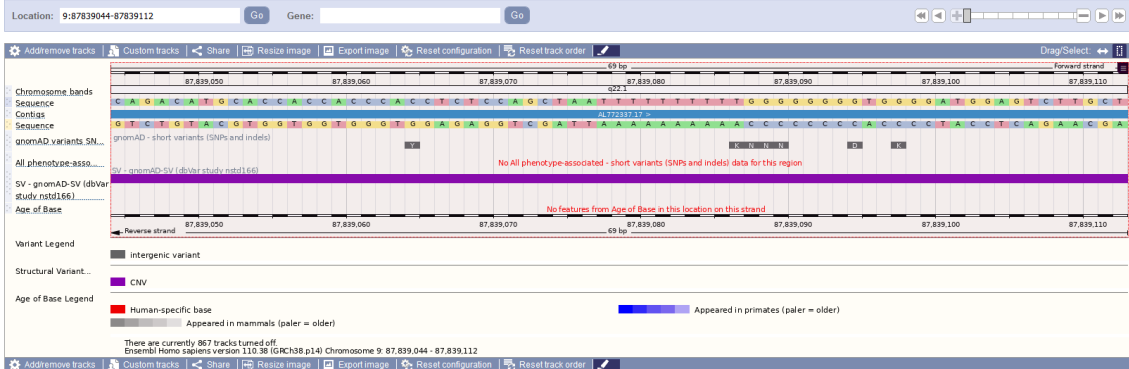 Location: 9:87839044-87839112 Go Gene: Go
Add/remove tracks Custom tracks Share Resize image Export image Reset configuration Reset track order Drag/Select:
69 bp Forward strand
87,839,050 87,839,060 87,839,070 87,839,080 87,839,090 87,839,100 87,839,110
Chromosome bands q22.1
Sequence C A G A C A T G C A C C A C C A C C C A C C T C T C C A G C T A A T T T T T T T T T T G G G G G G G G T G G G G A T G G A G T C T T G C T
Contigs AL772337.17 >
Sequence G T C T G T A C G T G G T G G T G G G T G G A G A G G T C G A T T A A A A A A A A A A C C C C C C C C A C C C C T A C C T C A G A A C G A
gnomAD variants SN... gnomAD - short variants (SNPs and indels)
Y K N N N D K
All phenotype-asso... No All phenotype-associated - short variants (SNPs and indels) data for this region
SV - gnomAD-SV (dbVar study nstd166)
SV - gnomAD-SV (dbVar
study nstd166)
Age of Base No features from Age of Base in this location on this strand
87,839,050 87,839,060 87,839,070 87,839,080 87,839,090 87,839,100 87,839,110
Reverse strand 69 bp
Variant Legend
intergenic variant
Structural Variant...
CNV
Age of Base Legend
Human-specific base Appeared in primates (paler = older)
Appeared in mammals (paler = older)
There are currently 867 tracks turned off.
Ensembl Homo sapiens version 110.38 (GRCh38.p14) Chromosome 9: 87,839,044 - 87,839,112
Add/remove tracks Custom tracks Share Resize image Export image Reset configuration Reset track order